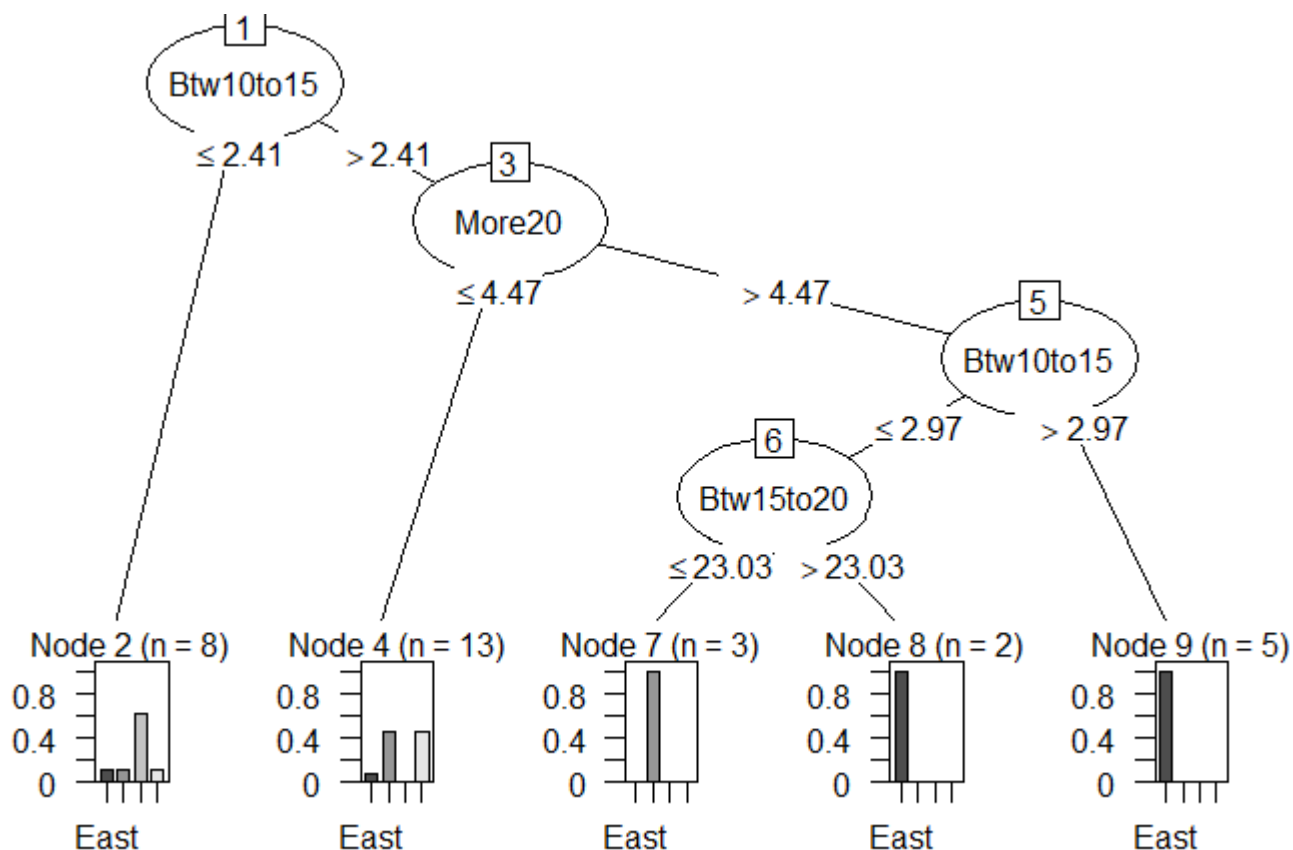 1
Btw10to15
≤ 2.41
> 2.41
3
More20
≤ 4.47
> 4.47
5
Btw10to15
≤ 2.97
> 2.97
6
Btw15to20
≤ 23.03
> 23.03
Node 2 (n = 8)
0.8
0.4
0
East
Node 4 (n = 13)
0.8
0.4
0
East
Node 7 (n = 3)
0.8
0.4
0
East
Node 8 (n = 2)
0.8
0.4
0
East
Node 9 (n = 5)
0.8
0.4
0
East